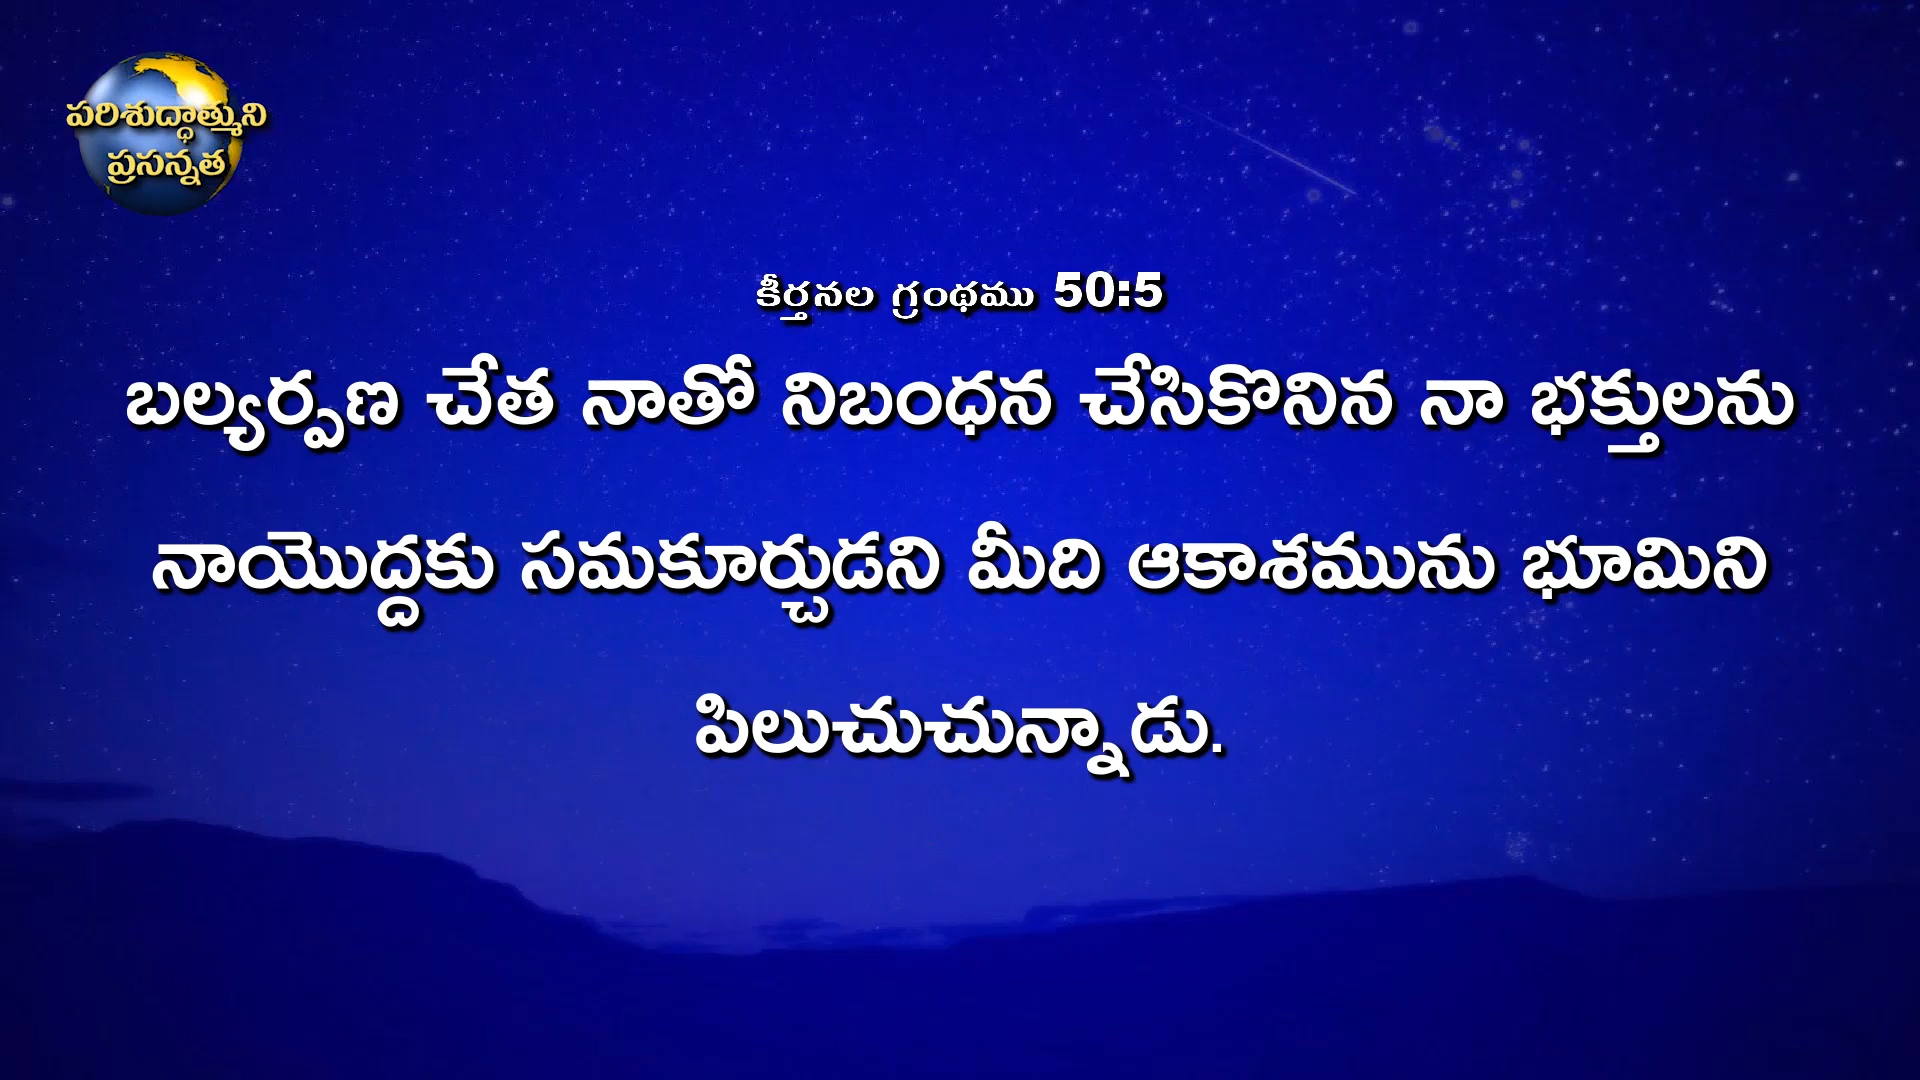 పరిశుద్ధాత్ముని
ప్రసన్నత
కీర్తనల గ్రంథము 50:5
బల్యర్పణ చేత నాతో నిబంధన చేసికొనిన నా భక్తులను
నాయొద్దకు సమకూర్చుడని మీది ఆకాశమును భూమిని
పిలుచుచున్నాడు.